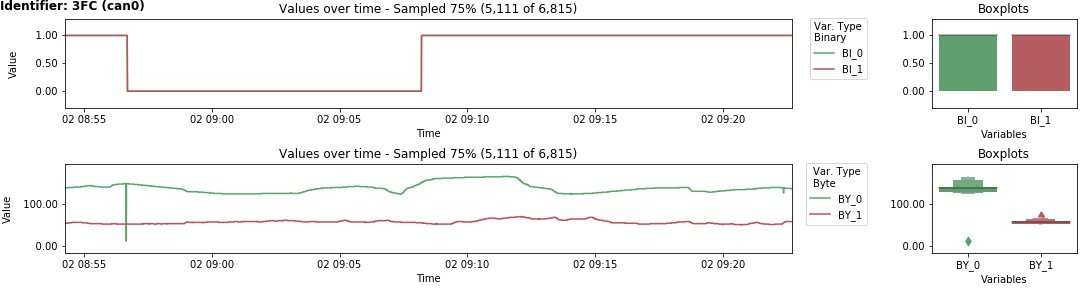 Identifier: 3FC (can0)
Values over time - Sampled 75% (5,111 of 6,815)
Boxplots
Value
1.00
0.50
0.00
02 08:55
02 09:00
02 09:05
02 09:10
02 09:15
02 09:20
Time
Var. Type
Binary
BI_0
BI_1
1.00
0.50
0.00
BI_0
BI_1
Variables
Values over time - Sampled 75% (5,111 of 6,815)
Boxplots
Value
100.00
0.00
02 08:55
02 09:00
02 09:05
02 09:10
02 09:15
02 09:20
Time
Var. Type
Byte
BY_0
BY_1
100.00
0.00
BY_0
BY_1
Variables